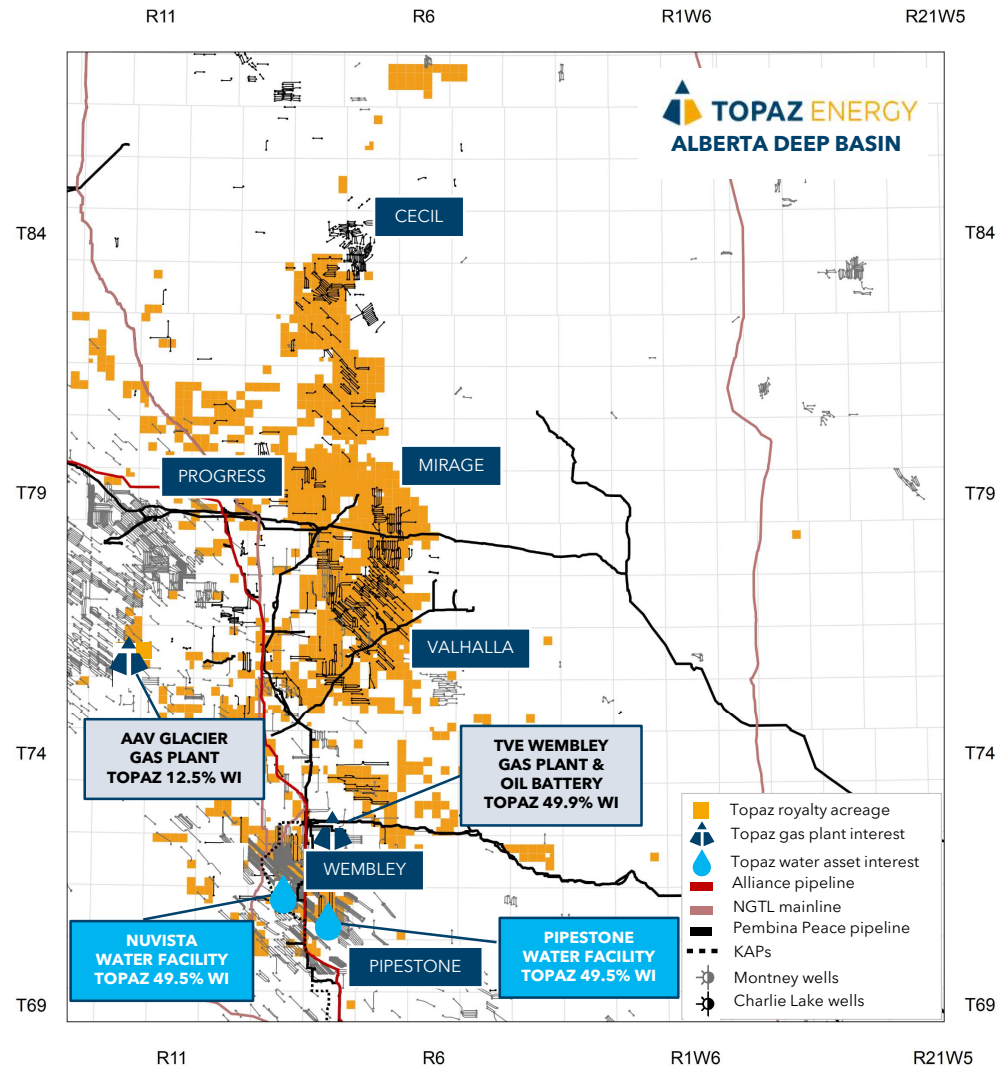 R11 R6 R1W6 R21W5
TOPAZ ENERGY
ALBERTA DEEP BASIN
CECIL
T84 T84
MIRAGE
PROGRESS
T79 T79
VALHALLA
AAV GLACIER
GAS PLANT
TOPAZ 12.5% WI
TVE WEMBLEY
GAS PLANT &
OIL BATTERY
TOPAZ 49.9% WI
T74 T74
Topaz royalty acreage
Topaz gas plant interest
Topaz water asset interest
Alliance pipeline
NGTL mainline
Pembina Peace pipeline
KAPs
Montney wells
Charlie Lake wells
WEMBLEY
NUVISTA
WATER FACILITY
TOPAZ 49.5% WI
PIPESTONE
WATER FACILITY
TOPAZ 49.5% WI
PIPESTONE
T69 T69
R11 R6 R1W6 R21W5